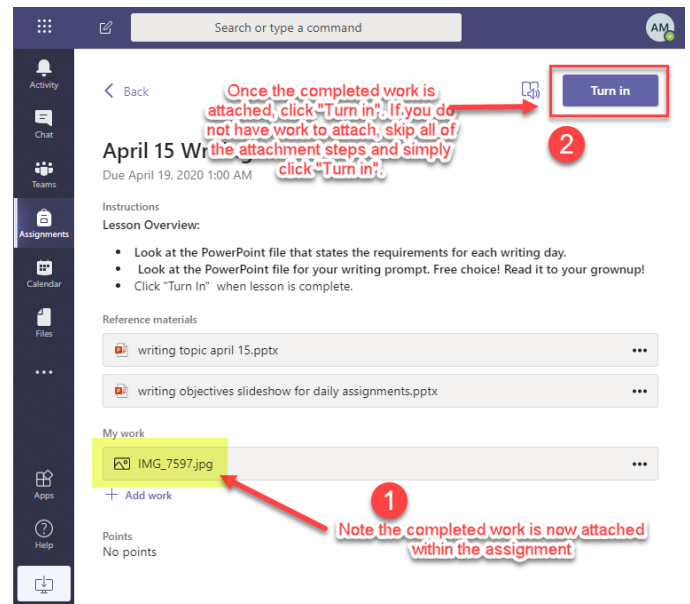 Search or type a command
AM
Activity
Chat
Teams
Assignments
Calendar
Files
Apps
Help
Back
Once the completed work is
attached, click "Turn in". If you do
not have work to attach, skip all of
the attachment steps and simply
click "Turn in".
Turn in
2
April 15 Writing
Due April 19, 2020 1:00 AM
Instructions
Lesson Overview:
• Look at the PowerPoint file that states the requirements for each writing day.
• Look at the PowerPoint file for your writing prompt. Free choice! Read it to your grownup!
• Click "Turn In" when lesson is complete.
Reference materials
writing topic april 15.pptx
writing objectives slideshow for daily assignments.pptx
My work
IMG_7597.jpg
+ Add work
1
Note the completed work is now attached
within the assignment
Points
No points